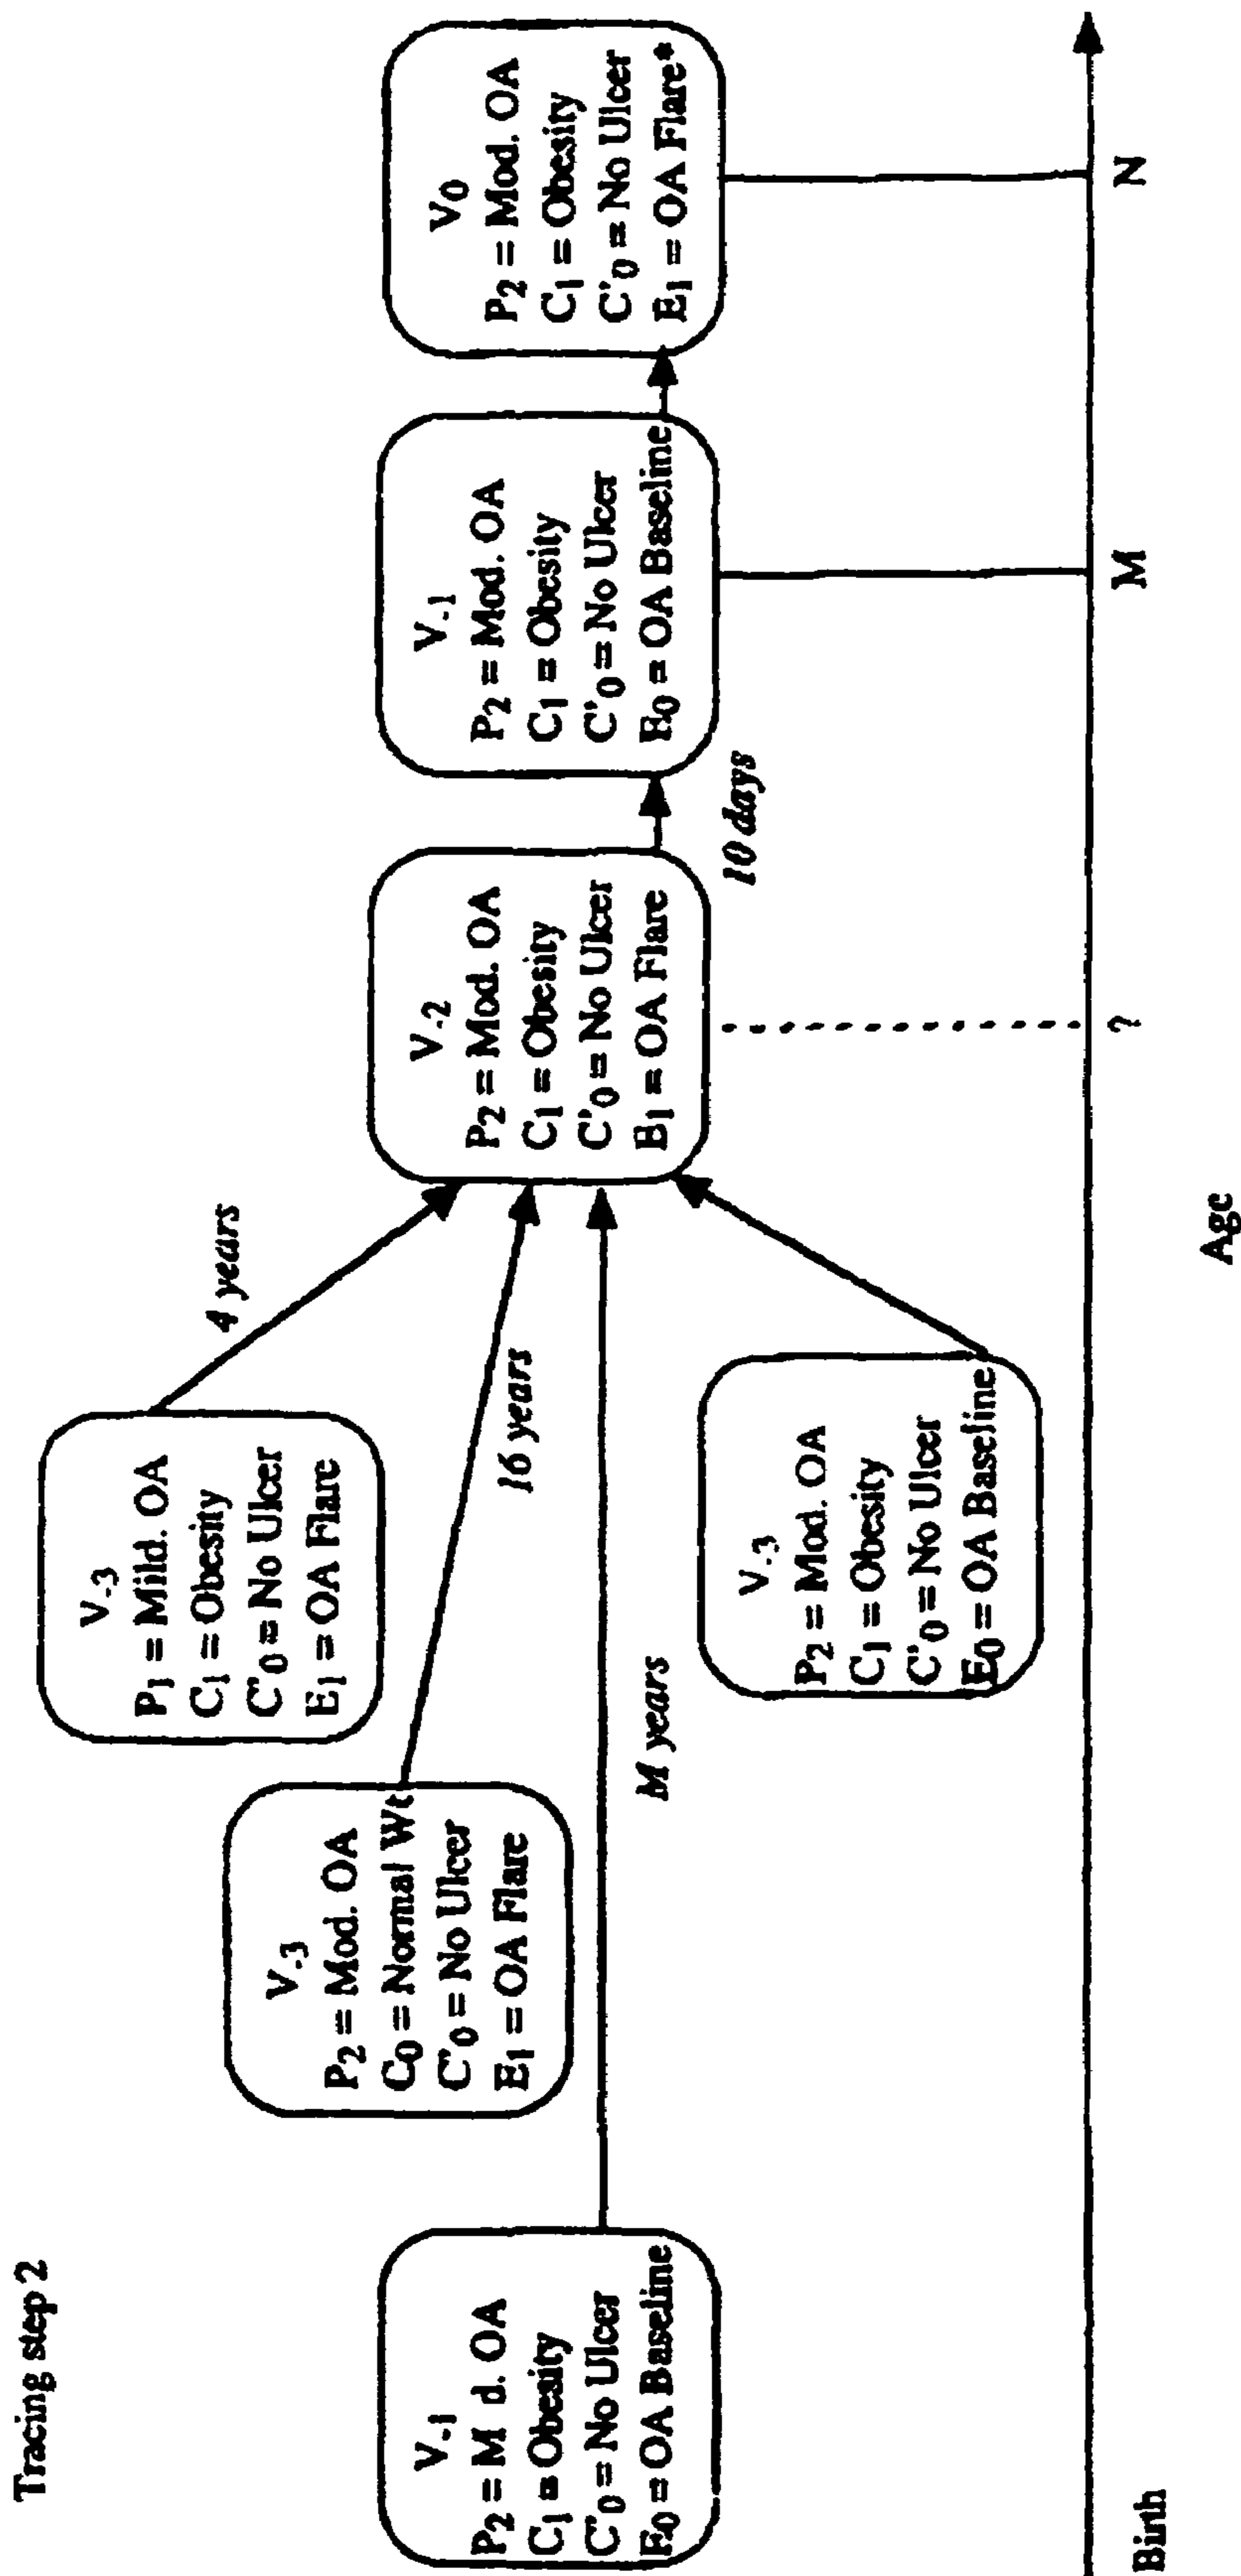 Tracing step 2
V-3
P1 = Mild. OA
C1 = Obesity
C'0 = No Ulcer
E1 = OA Flare
4 years
V-3
P2 = Mod. OA
C0 = Normal Wt
C'0 = No Ulcer
E1 = OA Flare
16 years
V-1
P2 = M d. OA
C1 = Obesity
C'0 = No Ulcer
E0 = OA Baseline
M years
V-3
P2 = Mod. OA
C1 = Obesity
C'0 = No Ulcer
E0 = OA Baseline
V-2
P2 = Mod. OA
C1 = Obesity
C'0 = No Ulcer
E1 = OA Flare
10 days
V-1
P2 = Mod. OA
C1 = Obesity
C'0 = No Ulcer
E0 = OA Baseline
V0
P2 = Mod. OA
C1 = Obesity
C'0 = No Ulcer
E1 = OA Flare*
Birth
?
M
N
Age